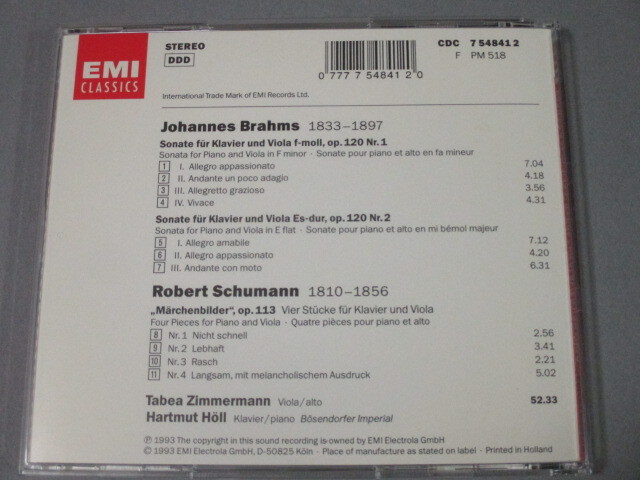 EMI
CLASSICS
STEREO
DDD
0 777 7 54841 2 0
CDC 7 54841 2
F PM 518
International Trade Mark of EMI Records Ltd.
Johannes Brahms 1833–1897
Sonate für Klavier und Viola f-moll, op. 120 Nr. 1
Sonata for Piano and Viola in F minor · Sonate pour piano et alto en fa mineur
1 I. Allegro appassionato 7.04
2 II. Andante un poco adagio 4.18
3 III. Allegretto grazioso 3.56
4 IV. Vivace 4.31
Sonate für Klavier und Viola Es-dur, op. 120 Nr. 2
Sonata for Piano and Viola in E flat · Sonate pour piano et alto en mi bémol majeur
5 I. Allegro amabile 7.12
6 II. Allegro appassionato 4.20
7 III. Andante con moto 6.31
Robert Schumann 1810–1856
„Märchenbilder“, op. 113 Vier Stücke für Klavier und Viola
Four Pieces for Piano and Viola · Quatre pièces pour piano et alto
8 Nr. 1 Nicht schnell 2.56
9 Nr. 2 Lebhaft 3.41
10 Nr. 3 Rasch 2.21
11 Nr. 4 Langsam, mit melancholischem Ausdruck 5.02
Tabea Zimmermann Viola/alto 52.33
Hartmut Höll Klavier/piano Bösendorfer Imperial
℗ 1993 The copyright in this sound recording is owned by EMI Electrola GmbH
© 1993 EMI Electrola GmbH, D-50825 Köln · Place of manufacture as stated on label · Printed in Holland